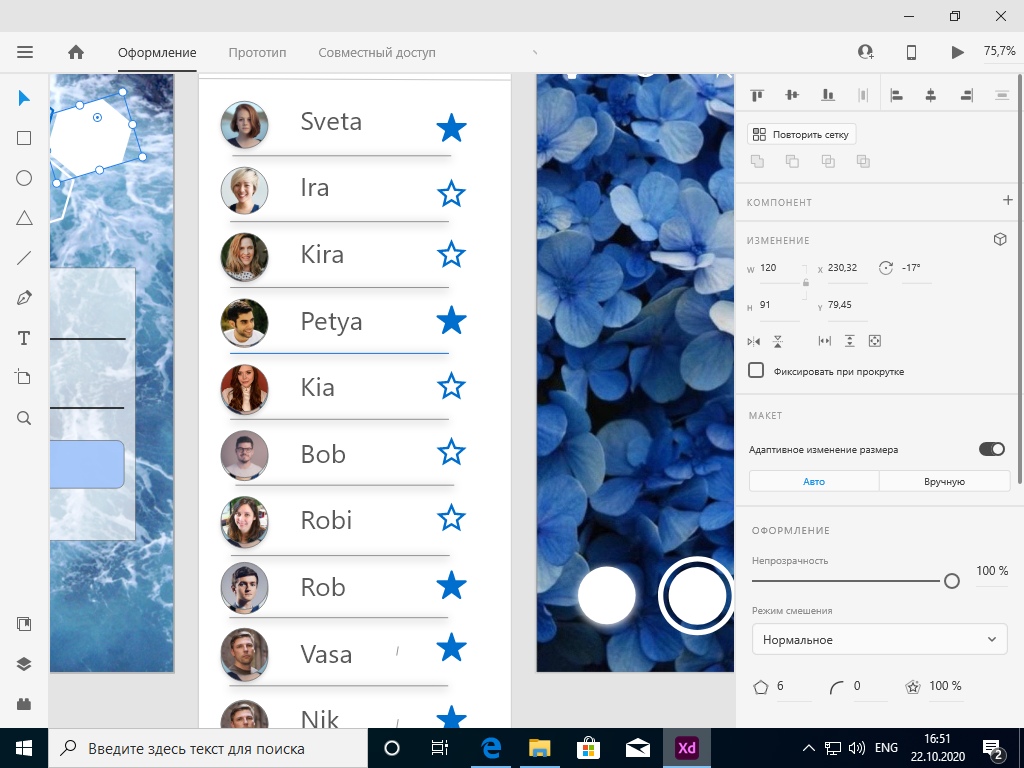 Оформление
Прототип
Совместный доступ
75,7%
Sveta
Ira
Kira
Petya
Kia
Bob
Robi
Rob
Vasa
Nik
Повторить сетку
КОМПОНЕНТ
ИЗМЕНЕНИЕ
W 120
X 230,32
-17°
H 91
Y 79,45
Фиксировать при прокрутке
МАКЕТ
Адаптивное изменение размера
Авто
Вручную
ОФОРМЛЕНИЕ
Непрозрачность
100 %
Режим смешения
Нормальное
6
0
100 %
Введите здесь текст для поиска
Xd
ENG
16:51
22.10.2020
2